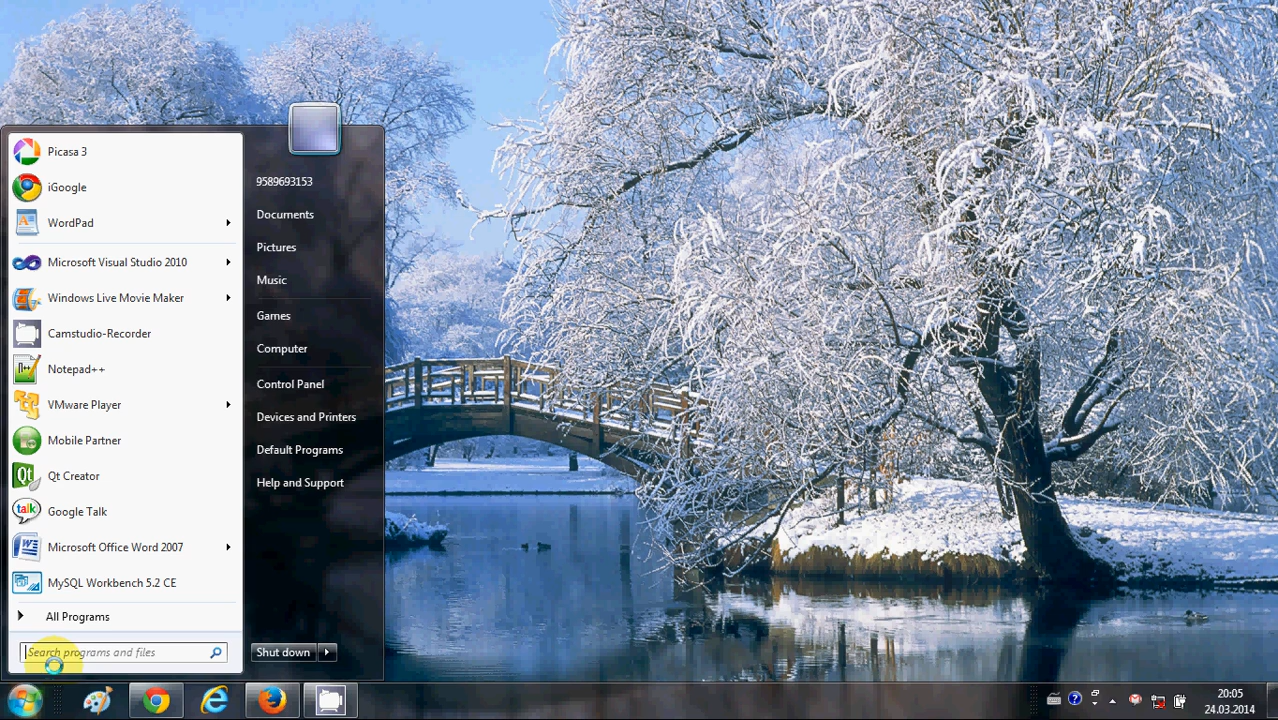 Picasa 3
iGoogle
WordPad
Microsoft Visual Studio 2010
Windows Live Movie Maker
Camstudio-Recorder
Notepad++
VMware Player
Mobile Partner
Qt
Qt Creator
talk
Google Talk
Microsoft Office Word 2007
MySQL Workbench 5.2 CE
All Programs
Search programs and files
9589693153
Documents
Pictures
Music
Games
Computer
Control Panel
Devices and Printers
Default Programs
Help and Support
Shut down
20:05
24.03.2014